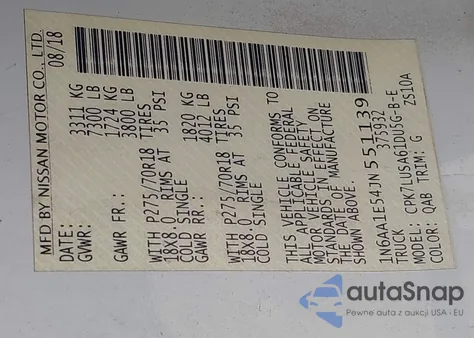 MFD BY NISSAN MOTOR CO., LTD.
DATE: 08/18
GVWR: 3311 KG
7300 LB
GAWR FR.: 1724 KG
3800 LB
WITH P275/70R18 TIRES
18X8.0 RIMS AT 35 PSI
COLD SINGLE
GAWR RR.: 1820 KG
4012 LB
WITH P275/70R18 TIRES
18X8.0 RIMS AT 35 PSI
COLD SINGLE
THIS VEHICLE CONFORMS TO
ALL APPLICABLE FEDERAL
MOTOR VEHICLE SAFETY
STANDARDS IN EFFECT ON
THE DATE OF MANUFACTURE
SHOWN ABOVE.
1N6AA1E54JN551139
TRUCK 37593Z
MODEL: CPK7LUSA61DU5G-B-E
COLOR: QAB TRIM: G ZS10A
autoSnap
Pewne auta z aukcji USA i EU